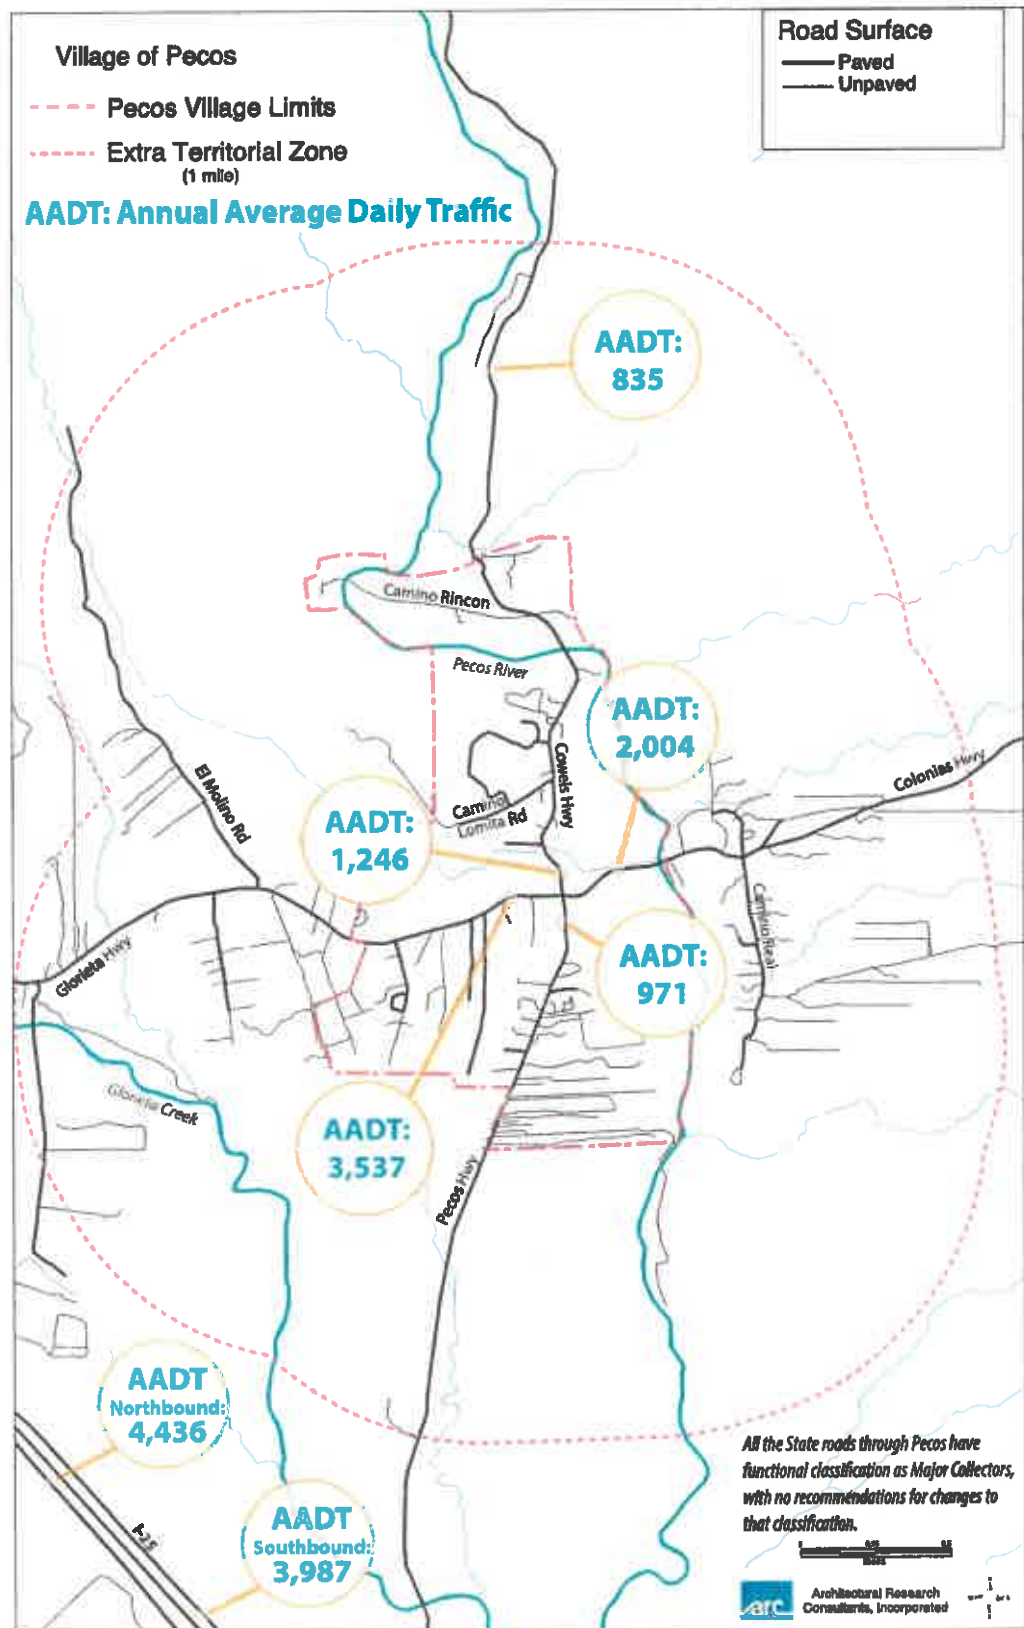 Village of Pecos
Pecos Village Limits
Extra Territorial Zone
(1 mile)
AADT: Annual Average Daily Traffic
Road Surface
Paved
Unpaved
AADT:
835
Camino Rincon
Pecos River
AADT:
2,004
Cowels Hwy
Colonias Hwy
El Molino Rd
Camino
Lomita Rd
AADT:
1,246
Camino Real
Glorieta Hwy
AADT:
971
Glorieta Creek
AADT:
3,537
Pecos Hwy
AADT
Northbound:
4,436
I-25
AADT
Southbound:
3,987
All the State roads through Pecos have
functional classification as Major Collectors,
with no recommendations for changes to
that classification.
arc
Architectural Research
Consultants, Incorporated